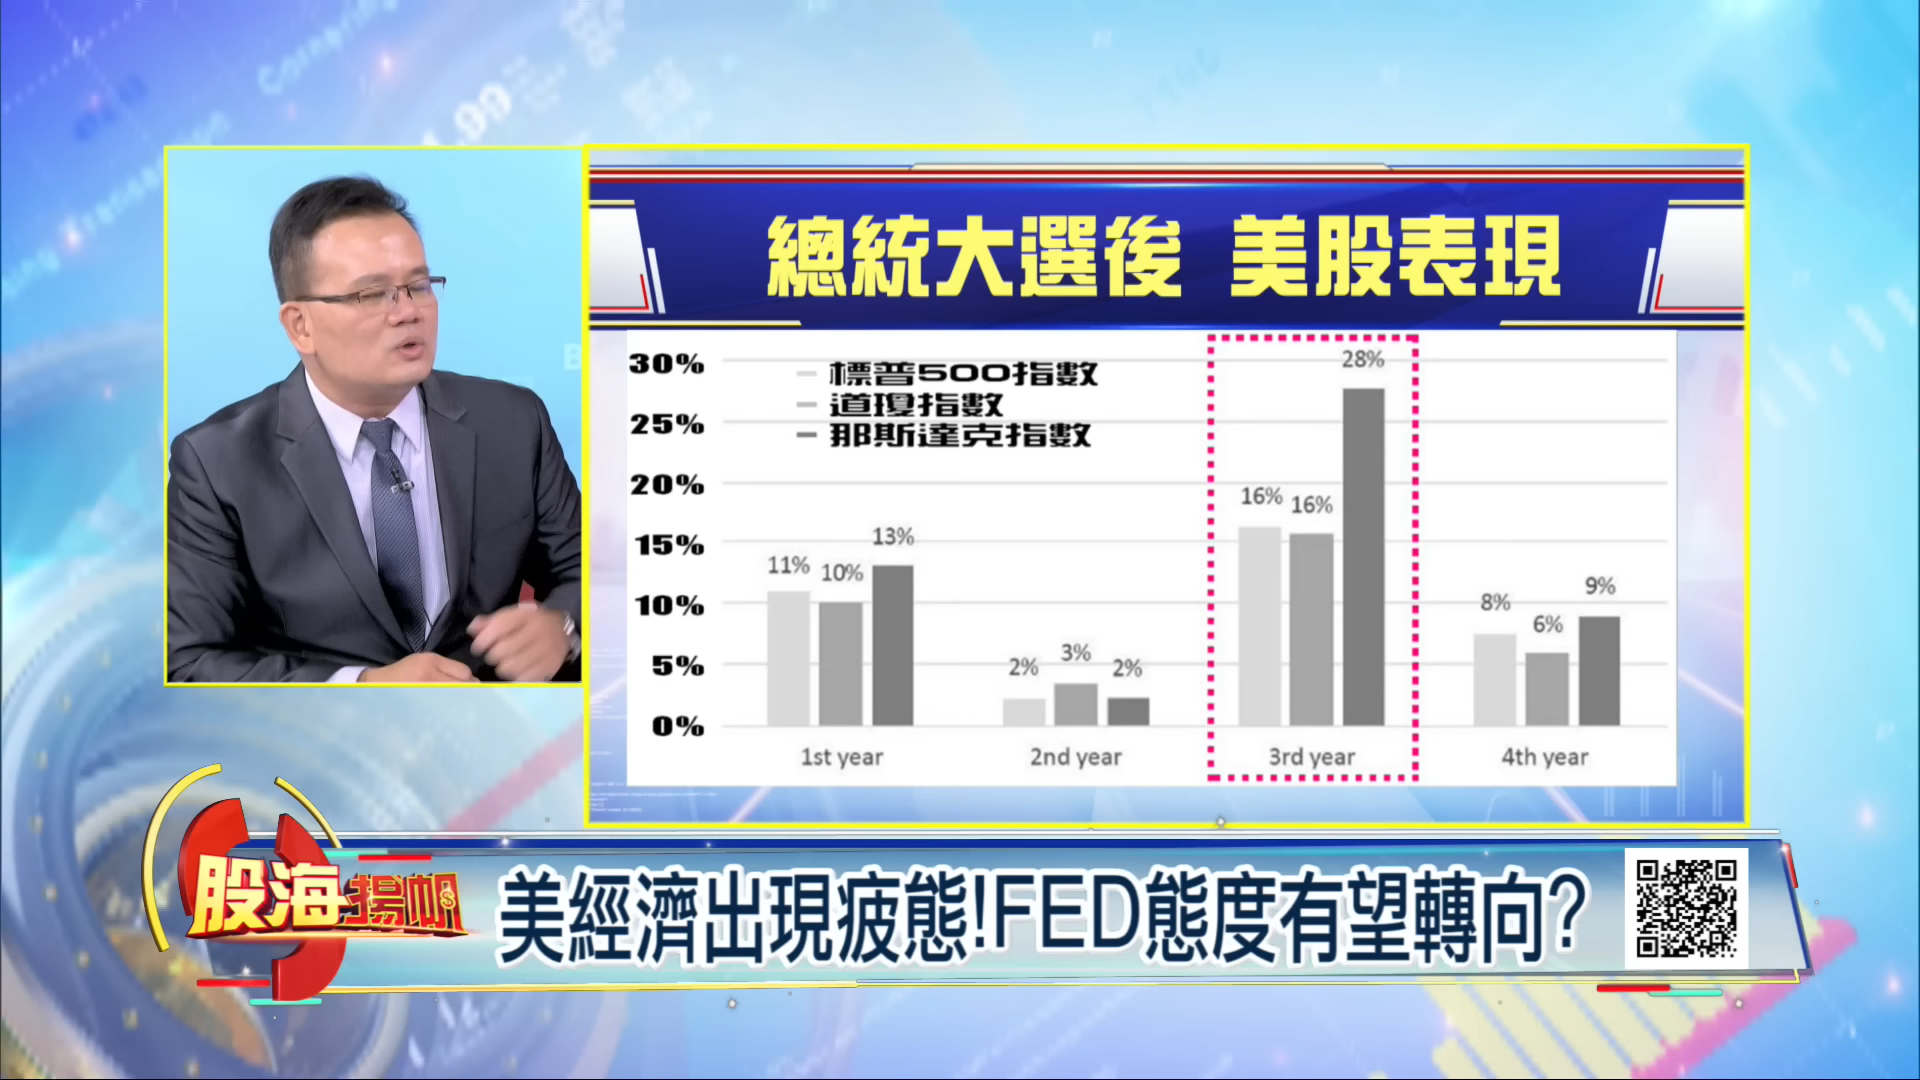 總統大選後 美股表現
30%
25%
20%
15%
10%
5%
0%
標普500指數
道瓊指數
那斯達克指數
11%
10%
13%
2%
3%
2%
16%
16%
28%
8%
6%
9%
1st year
2nd year
3rd year
4th year
股海揚帆
美經濟出現疲態!FED態度有望轉向?